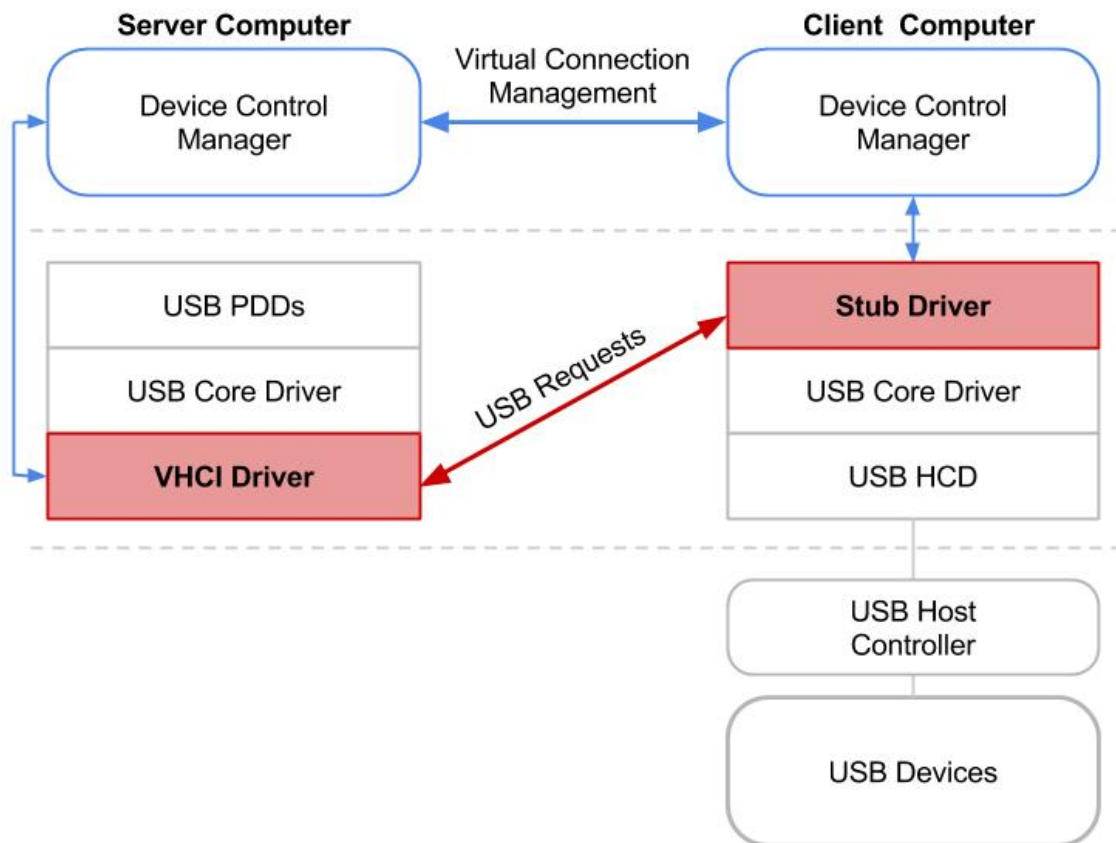 Server Computer
Client Computer
Virtual Connection
Management
Device Control
Manager
Device Control
Manager
USB PDDs
USB Core Driver
VHCI Driver
USB Requests
Stub Driver
USB Core Driver
USB HCD
USB Host
Controller
USB Devices